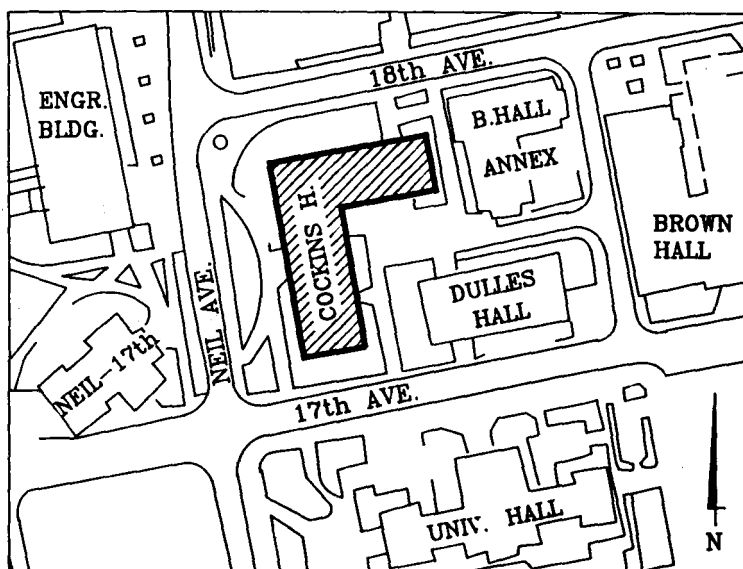 18th AVE.
ENGR.
BLDG.
B.HALL
ANNEX
COCKINS H.
BROWN
HALL
DULLES
HALL
NEIL AVE.
NEIL-17th
17th AVE.
UNIV. HALL
N